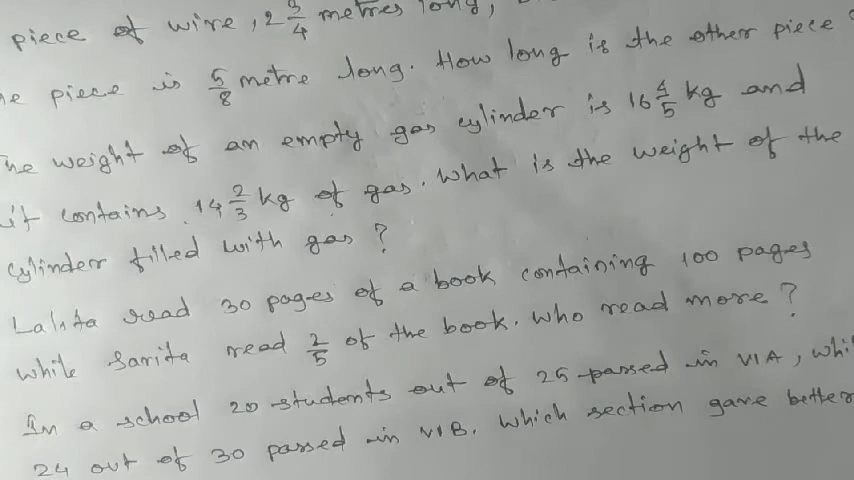 piece of wire, 2 3/4 metres long,
piece is 5/8 metre long. How long is the other piece ?
The weight of an empty gas cylinder is 16 4/5 kg and
it contains 14 2/3 kg of gas. What is the weight of the
cylinder filled with gas ?
Lalita read 30 pages of a book containing 100 pages
while Sarita read 2/5 of the book. Who read more ?
In a school 20 students out of 25 passed in VIA, whi
24 out of 30 passed in VIB. Which section gave better